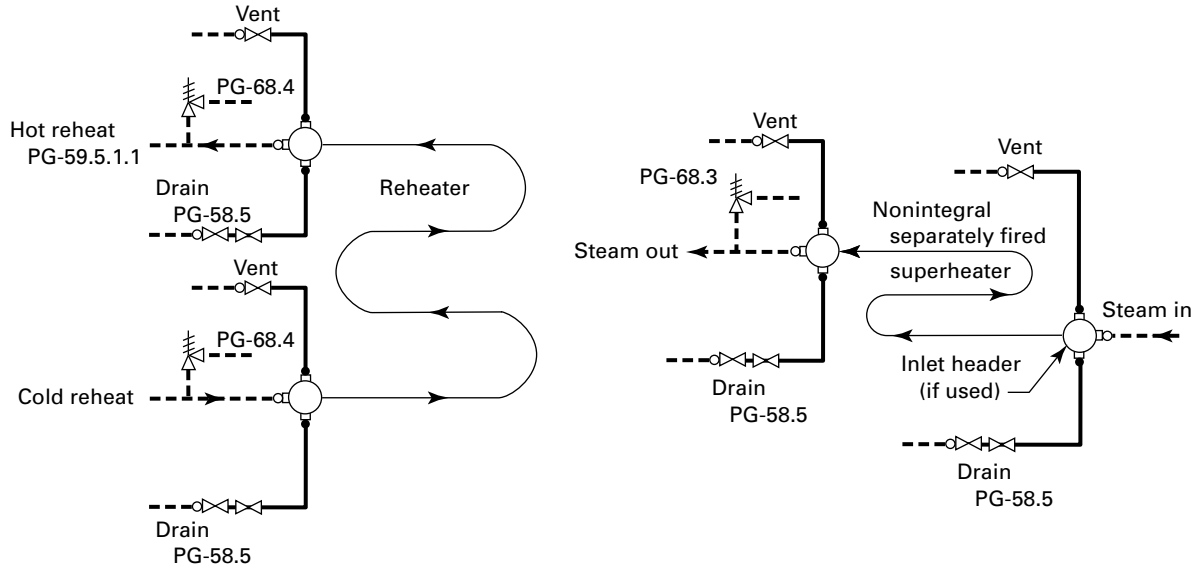 Vent
PG-68.4
Hot reheat
PG-59.5.1.1
Drain
PG-58.5
Reheater
Vent
PG-68.4
Cold reheat
Drain
PG-58.5
Vent
PG-68.3
Steam out
Drain
PG-58.5
Nonintegral
separately fired
superheater
Vent
Steam in
Inlet header
(if used)
Drain
PG-58.5